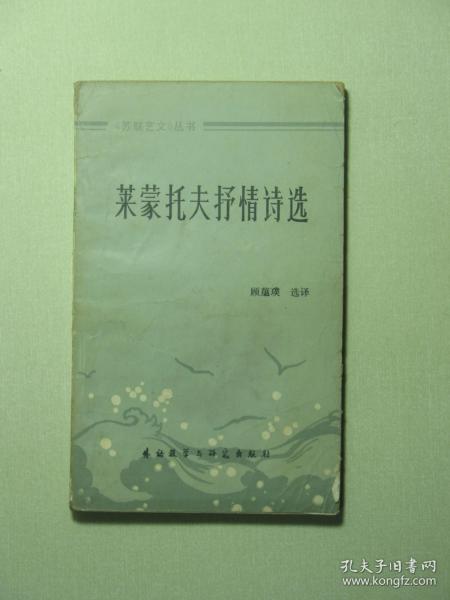 《苏联艺文》丛书
莱蒙托夫抒情诗选
顾蕴璞 选译
外语教学与研究出版社
孔夫子旧书网
www.kongfz.com